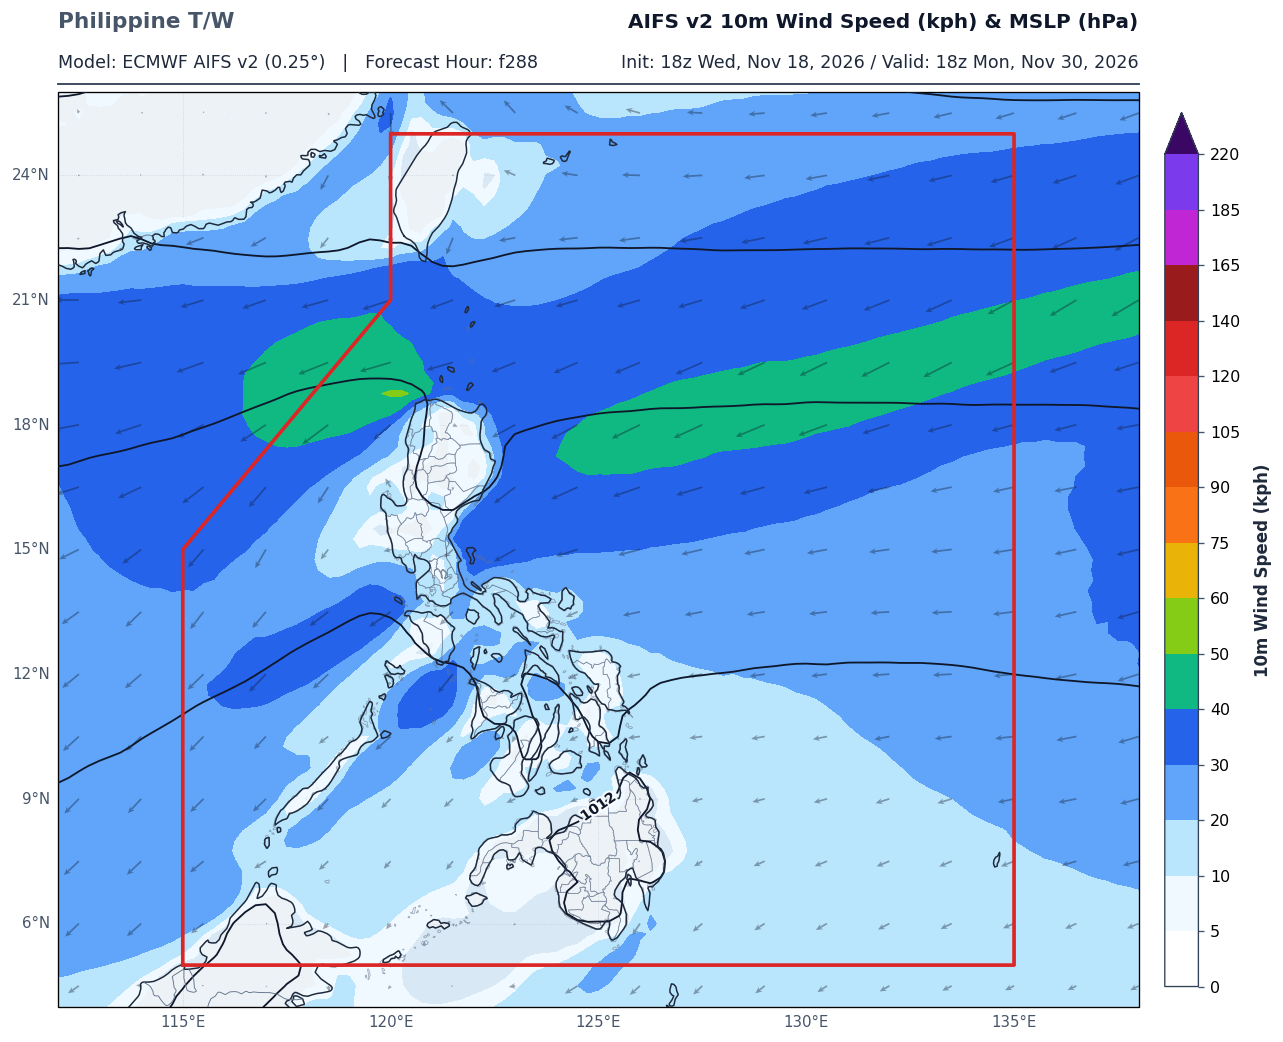 Philippine T/W
AIFS v2 10m Wind Speed (kph) & MSLP (hPa)
Model: ECMWF AIFS v2 (0.25°) | Forecast Hour: f288
Init: 18z Wed, Nov 18, 2026 / Valid: 18z Mon, Nov 30, 2026
24°N
21°N
18°N
15°N
12°N
9°N
6°N
1012
115°E
120°E
125°E
130°E
135°E
220
185
165
140
120
105
90
75
60
50
40
30
20
10
5
0
10m Wind Speed (kph)